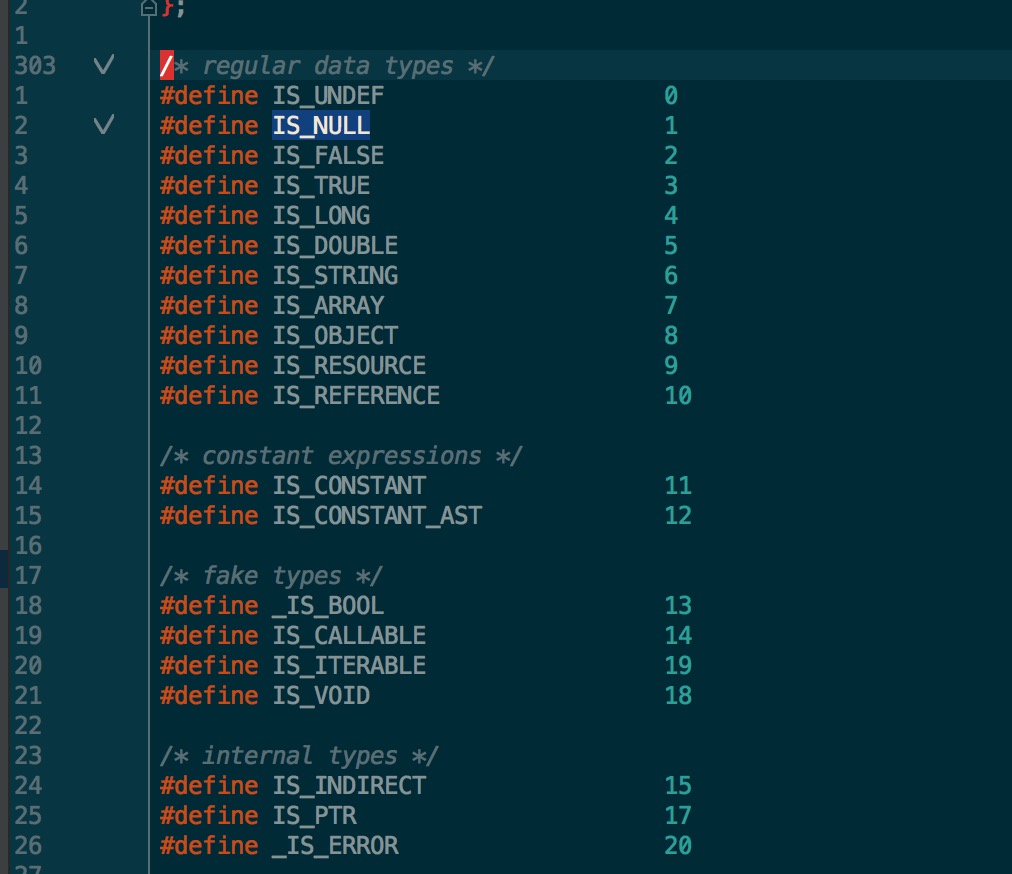 2 };
1
303 /* regular data types */
1 #define IS_UNDEF 0
2 #define IS_NULL 1
3 #define IS_FALSE 2
4 #define IS_TRUE 3
5 #define IS_LONG 4
6 #define IS_DOUBLE 5
7 #define IS_STRING 6
8 #define IS_ARRAY 7
9 #define IS_OBJECT 8
10 #define IS_RESOURCE 9
11 #define IS_REFERENCE 10
12
13 /* constant expressions */
14 #define IS_CONSTANT 11
15 #define IS_CONSTANT_AST 12
16
17 /* fake types */
18 #define _IS_BOOL 13
19 #define IS_CALLABLE 14
20 #define IS_ITERABLE 19
21 #define IS_VOID 18
22
23 /* internal types */
24 #define IS_INDIRECT 15
25 #define IS_PTR 17
26 #define _IS_ERROR 20
27